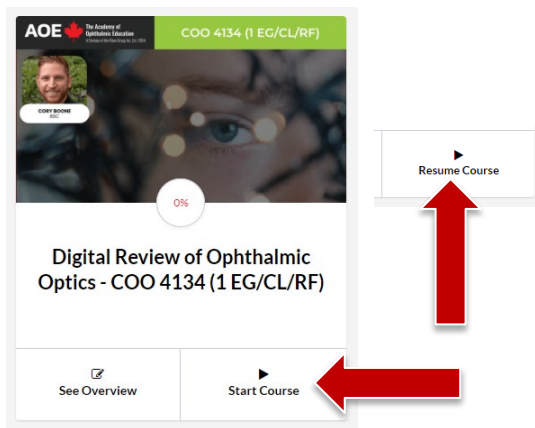 AOE The Academy of
Ophthalmic Education
COO 4134 (1 EG/CL/RF)
CORY BOONE
BSC
0%
Digital Review of Ophthalmic
Optics - COO 4134 (1 EG/CL/RF)
See Overview
Start Course
Resume Course